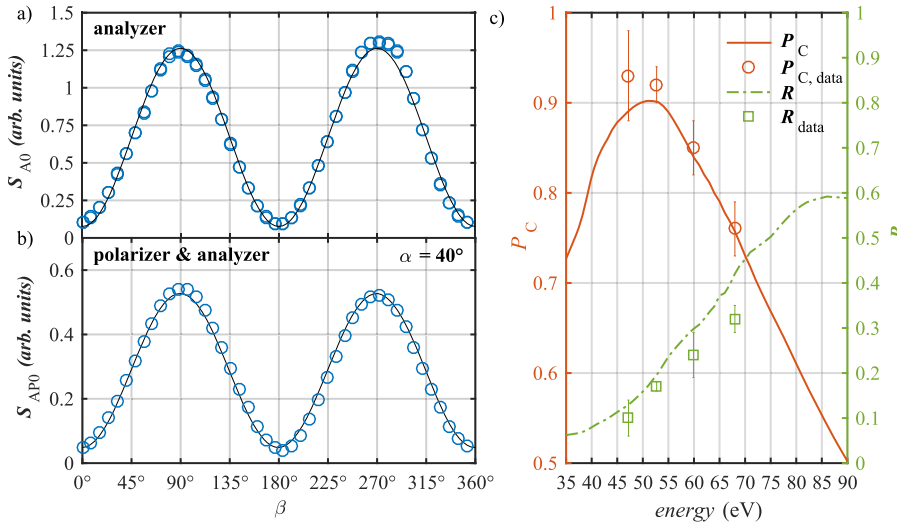 a)
analyzer
1.25
1
0.75
0.5
0.25
0
S A0 (arb. units)
b)
polarizer & analyzer
α = 40°
0.6
0.4
0.2
0
S AP0 (arb. units)
0° 45° 90° 135° 180° 225° 270° 315° 360°
β
c)
P C
P C, data
R
R data
1
0.9
0.8
0.7
0.6
0.5
P C
1
0.9
0.8
0.7
0.6
0.5
0.4
0.3
0.2
0.1
0
35 40 45 50 55 60 65 70 75 80 85 90
energy (eV)